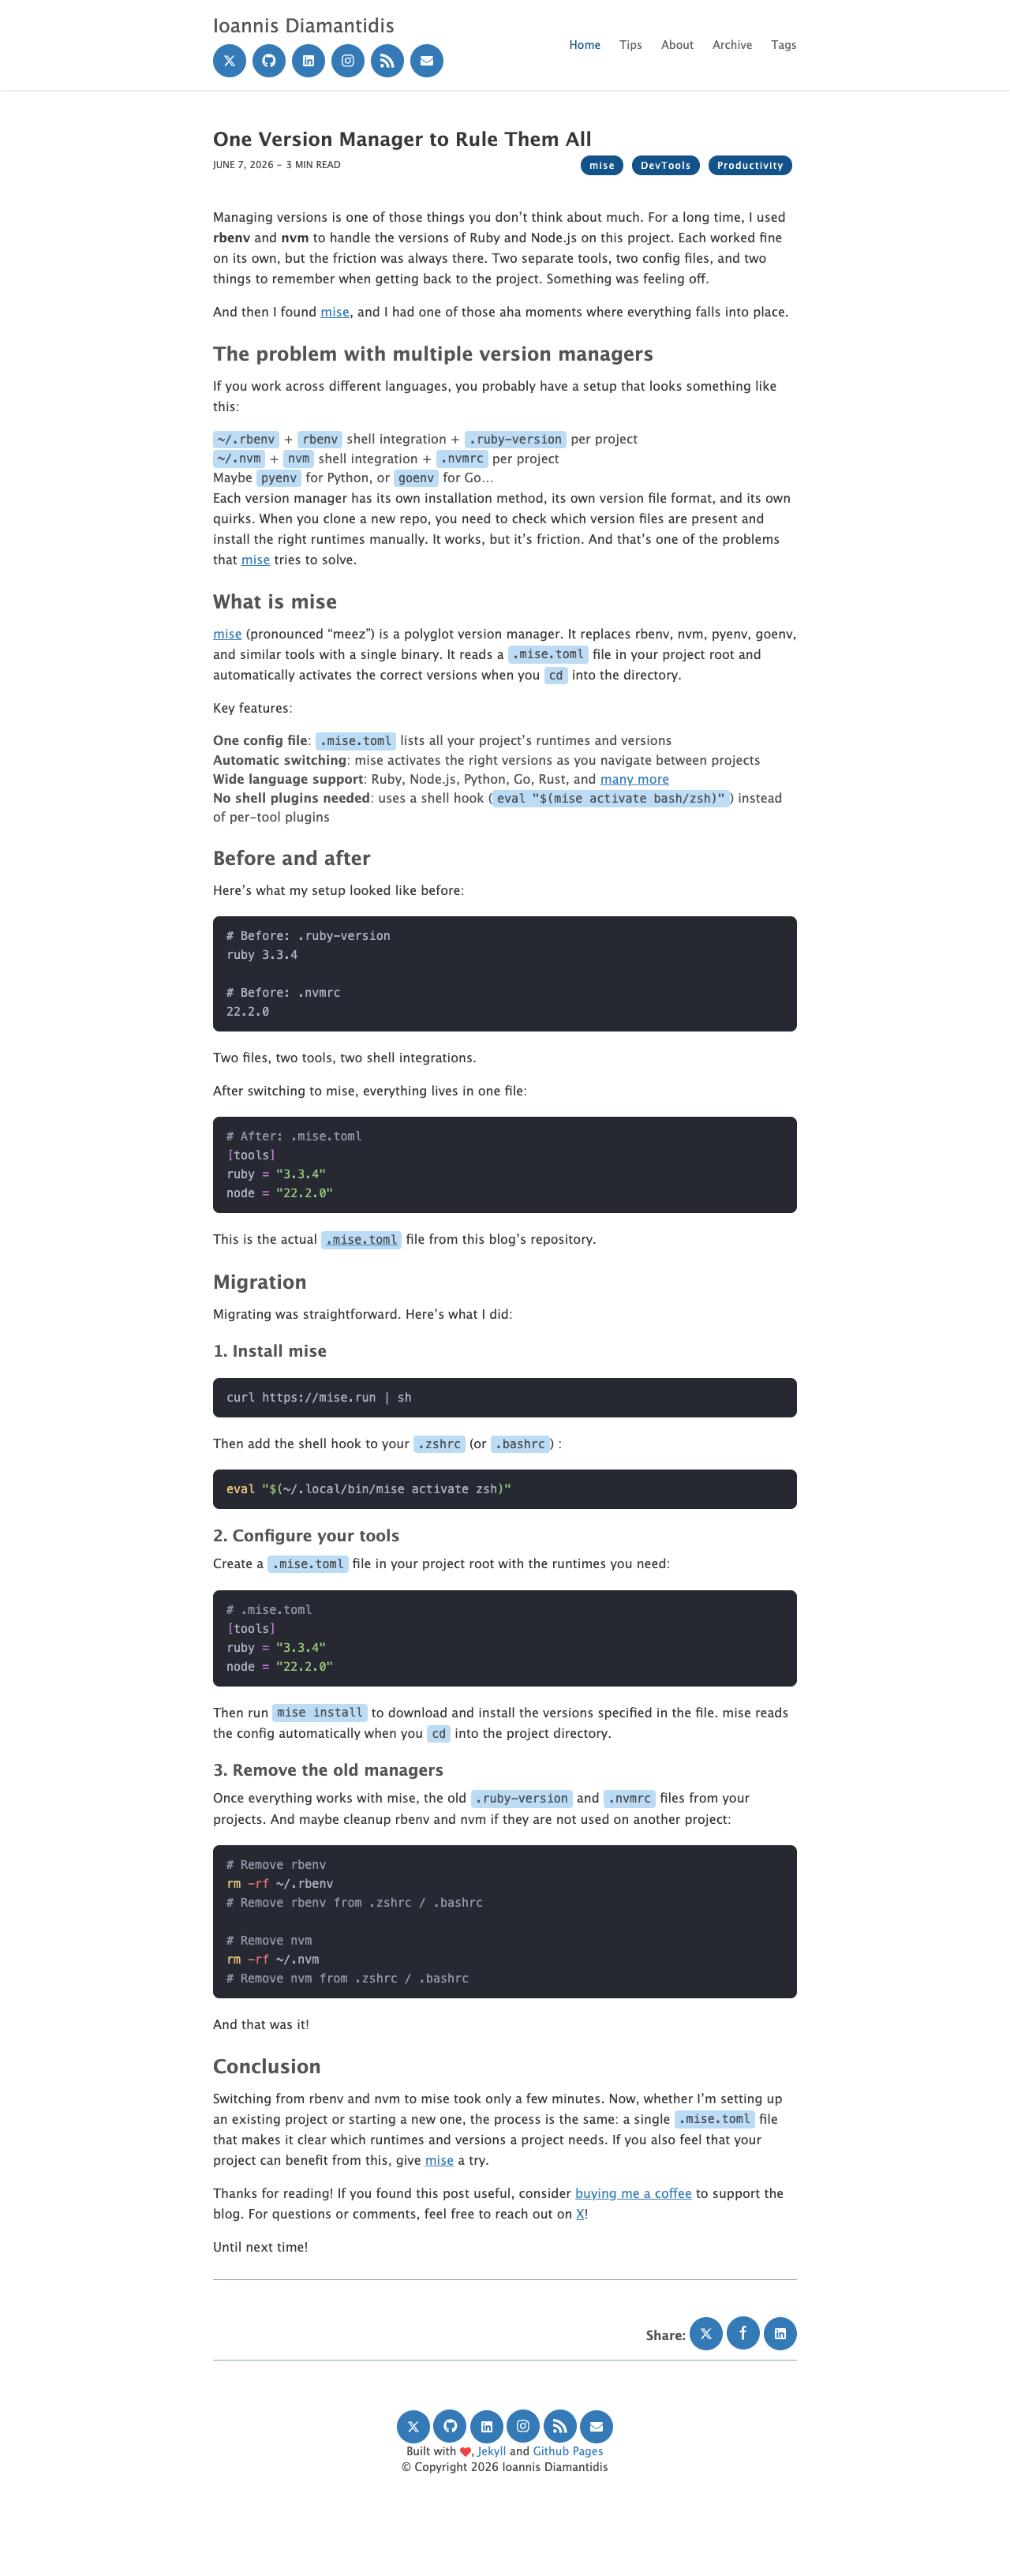 Ioannis Diamantidis
Home Tips About Archive Tags
One Version Manager to Rule Them All
JUNE 7, 2026 – 3 MIN READ
mise DevTools Productivity
Managing versions is one of those things you don’t think about much. For a long time, I used
rbenv and nvm to handle the versions of Ruby and Node.js on this project. Each worked fine
on its own, but the friction was always there. Two separate tools, two config files, and two
things to remember when getting back to the project. Something was feeling off.
And then I found mise, and I had one of those aha moments where everything falls into place.
The problem with multiple version managers
If you work across different languages, you probably have a setup that looks something like
this:
~/.rbenv + rbenv shell integration + .ruby-version per project
~/.nvm + nvm shell integration + .nvmrc per project
Maybe pyenv for Python, or goenv for Go…
Each version manager has its own installation method, its own version file format, and its own
quirks. When you clone a new repo, you need to check which version files are present and
install the right runtimes manually. It works, but it’s friction. And that’s one of the problems
that mise tries to solve.
What is mise
mise (pronounced “meez”) is a polyglot version manager. It replaces rbenv, nvm, pyenv, goenv,
and similar tools with a single binary. It reads a .mise.toml file in your project root and
automatically activates the correct versions when you cd into the directory.
Key features:
One config file: .mise.toml lists all your project’s runtimes and versions
Automatic switching: mise activates the right versions as you navigate between projects
Wide language support: Ruby, Node.js, Python, Go, Rust, and many more
No shell plugins needed: uses a shell hook (eval "$(mise activate bash/zsh)") instead
of per-tool plugins
Before and after
Here’s what my setup looked like before:
# Before: .ruby-version
ruby 3.3.4
# Before: .nvmrc
22.2.0
Two files, two tools, two shell integrations.
After switching to mise, everything lives in one file:
# After: .mise.toml
[tools]
ruby = "3.3.4"
node = "22.2.0"
This is the actual .mise.toml file from this blog’s repository.
Migration
Migrating was straightforward. Here’s what I did:
1. Install mise
curl https://mise.run | sh
Then add the shell hook to your .zshrc (or .bashrc) :
eval "$(~/.local/bin/mise activate zsh)"
2. Configure your tools
Create a .mise.toml file in your project root with the runtimes you need:
# .mise.toml
[tools]
ruby = "3.3.4"
node = "22.2.0"
Then run mise install to download and install the versions specified in the file. mise reads
the config automatically when you cd into the project directory.
3. Remove the old managers
Once everything works with mise, the old .ruby-version and .nvmrc files from your
projects. And maybe cleanup rbenv and nvm if they are not used on another project:
# Remove rbenv
rm -rf ~/.rbenv
# Remove rbenv from .zshrc / .bashrc
# Remove nvm
rm -rf ~/.nvm
# Remove nvm from .zshrc / .bashrc
And that was it!
Conclusion
Switching from rbenv and nvm to mise took only a few minutes. Now, whether I’m setting up
an existing project or starting a new one, the process is the same: a single .mise.toml file
that makes it clear which runtimes and versions a project needs. If you also feel that your
project can benefit from this, give mise a try.
Thanks for reading! If you found this post useful, consider buying me a coffee to support the
blog. For questions or comments, feel free to reach out on X!
Until next time!
Share:
Built with ❤, Jekyll and Github Pages
© Copyright 2026 Ioannis Diamantidis